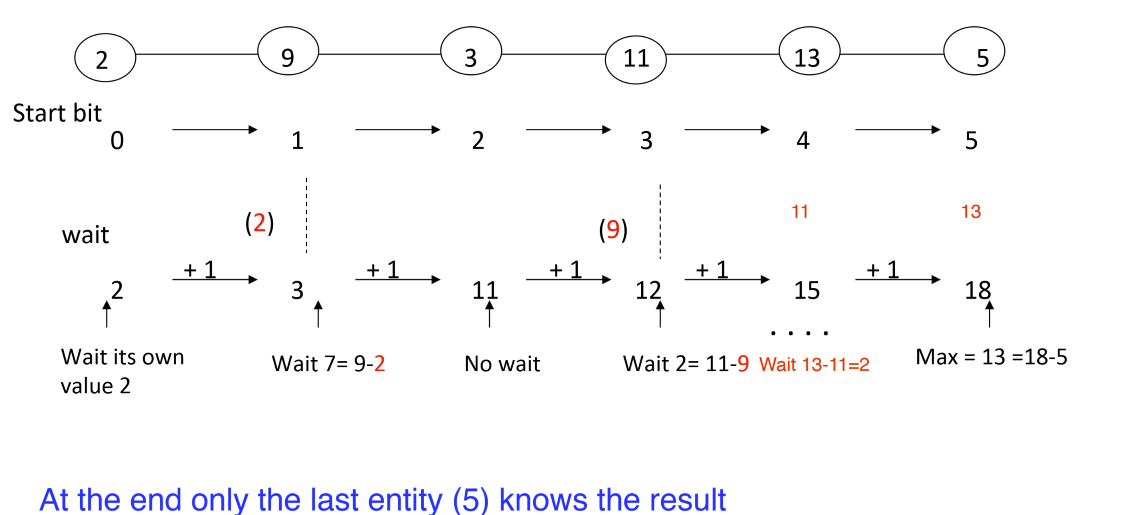 2 9 3 11 13 5
Start bit
0 1 2 3 4 5
(2) (9) 11 13
wait
+ 1 + 1 + 1 + 1 + 1
2 3 11 12 15 18
. . . .
Wait its own Wait 7= 9-2 No wait Wait 2= 11-9 Wait 13-11=2 Max = 13 =18-5
value 2
At the end only the last entity (5) knows the result